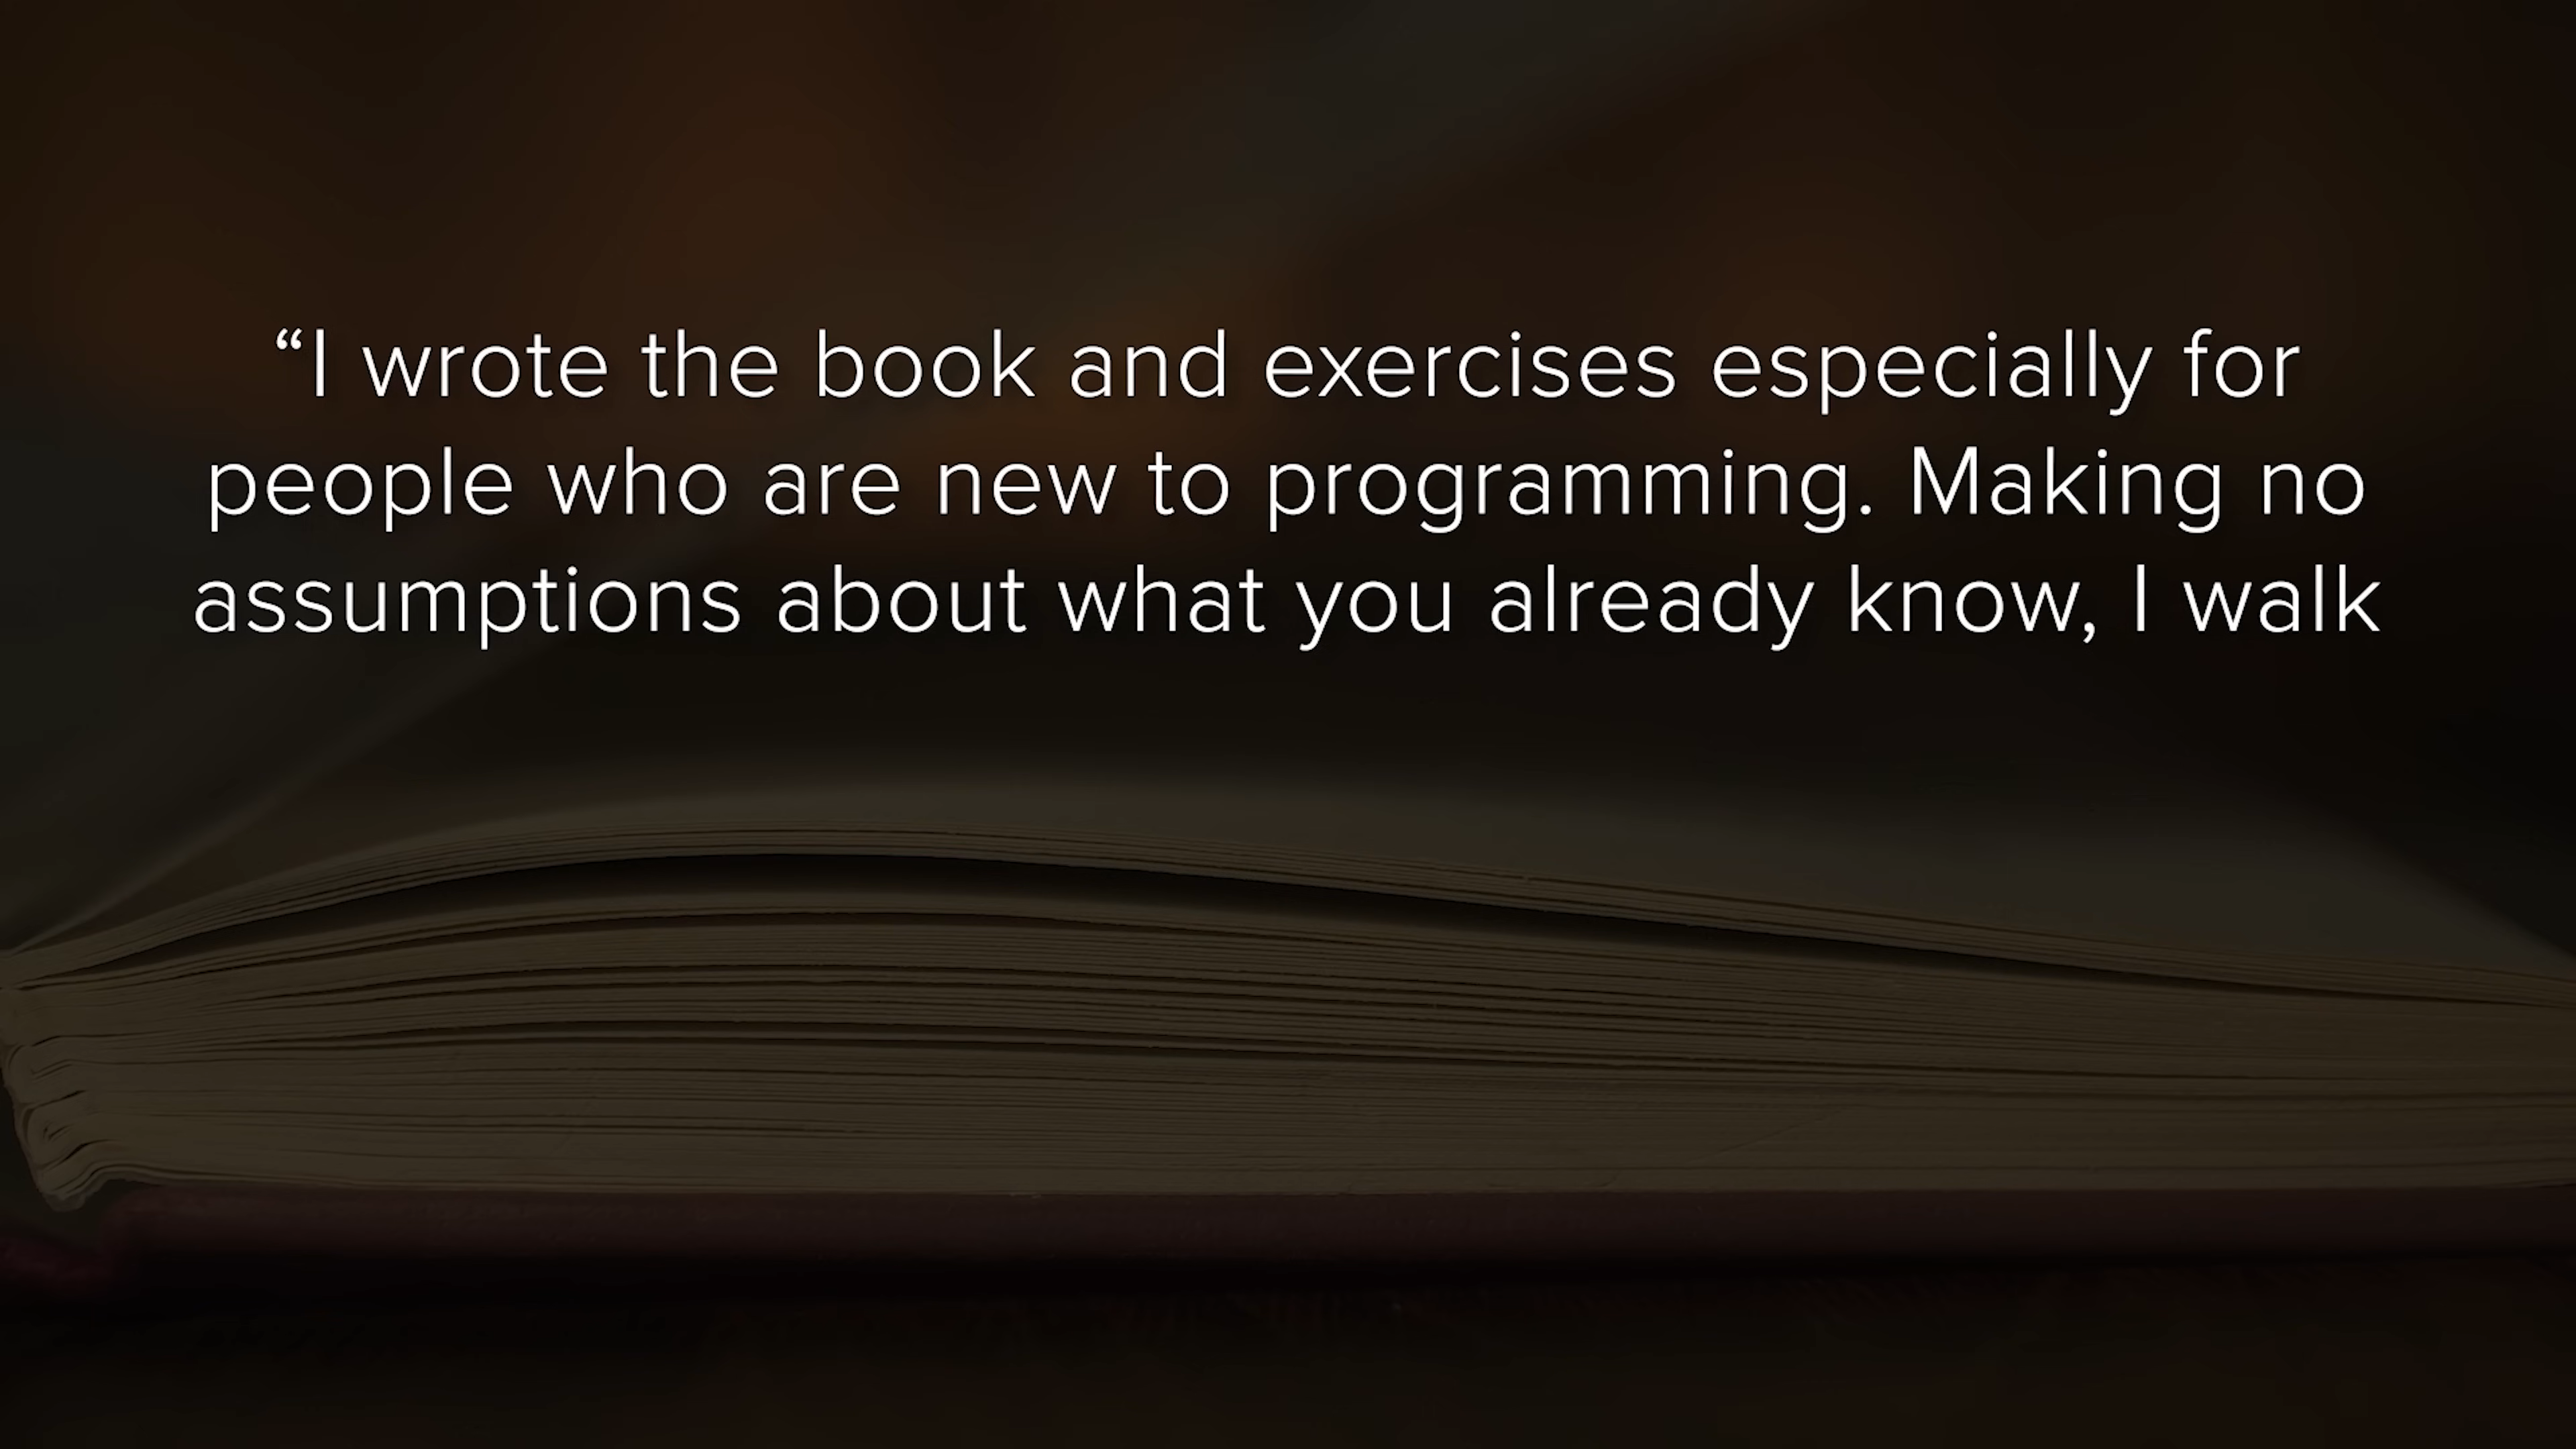 “I wrote the book and exercises especially for
people who are new to programming. Making no
assumptions about what you already know, I walk